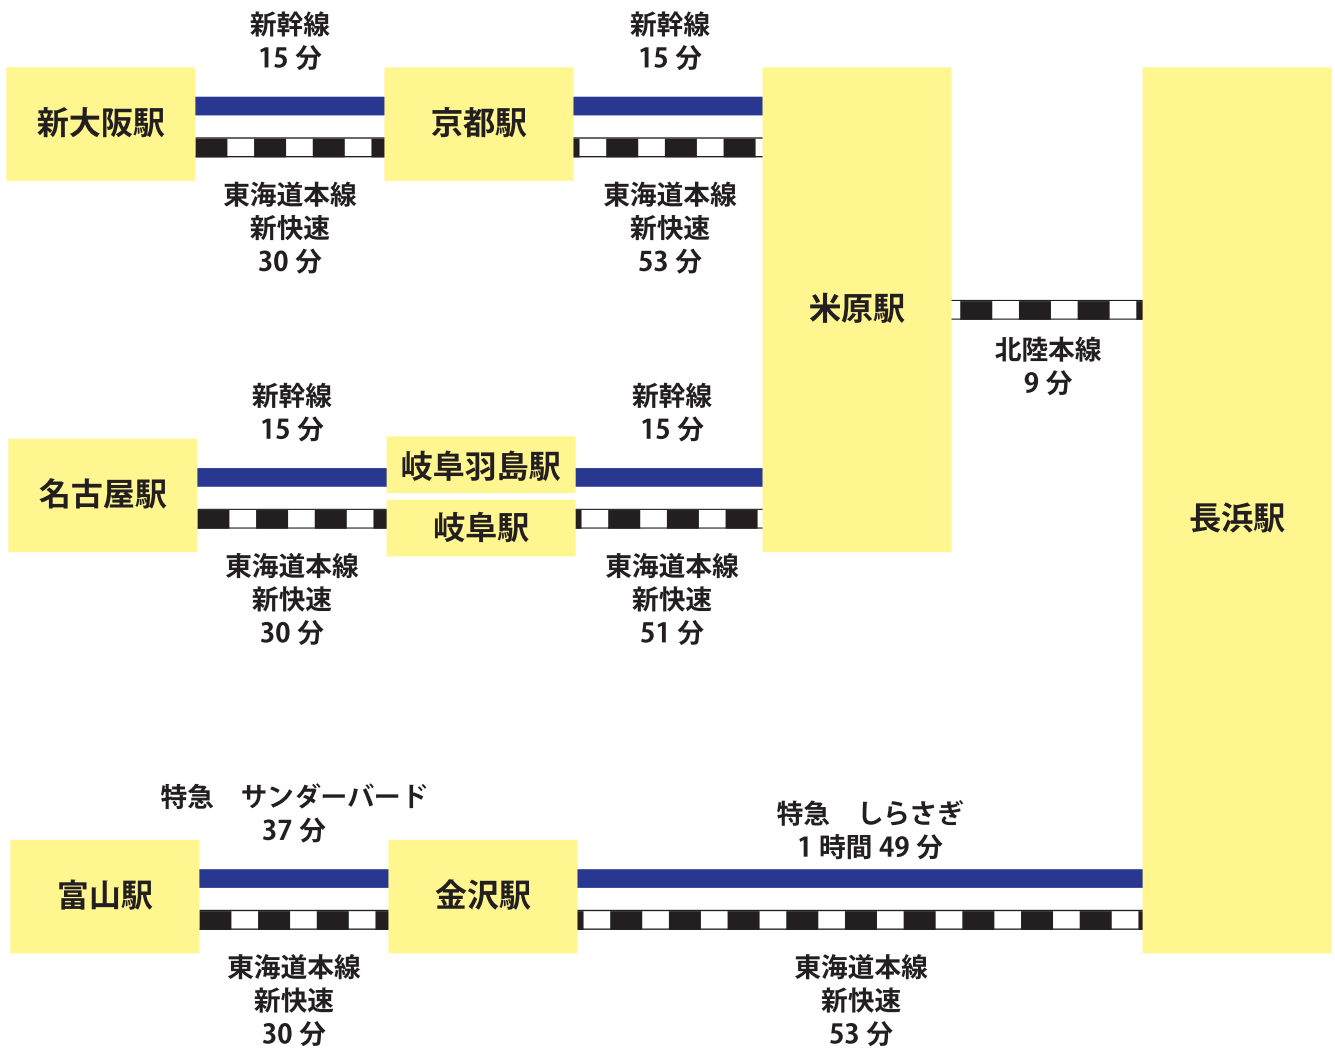 新幹線
15 分
新幹線
15 分
新大阪駅
京都駅
東海道本線
新快速
30 分
東海道本線
新快速
53 分
米原駅
北陸本線
9 分
新幹線
15 分
新幹線
15 分
名古屋駅
岐阜羽島駅
岐阜駅
長浜駅
東海道本線
新快速
30 分
東海道本線
新快速
51 分
特急　サンダーバード
37 分
特急　しらさぎ
1 時間 49 分
富山駅
金沢駅
東海道本線
新快速
30 分
東海道本線
新快速
53 分